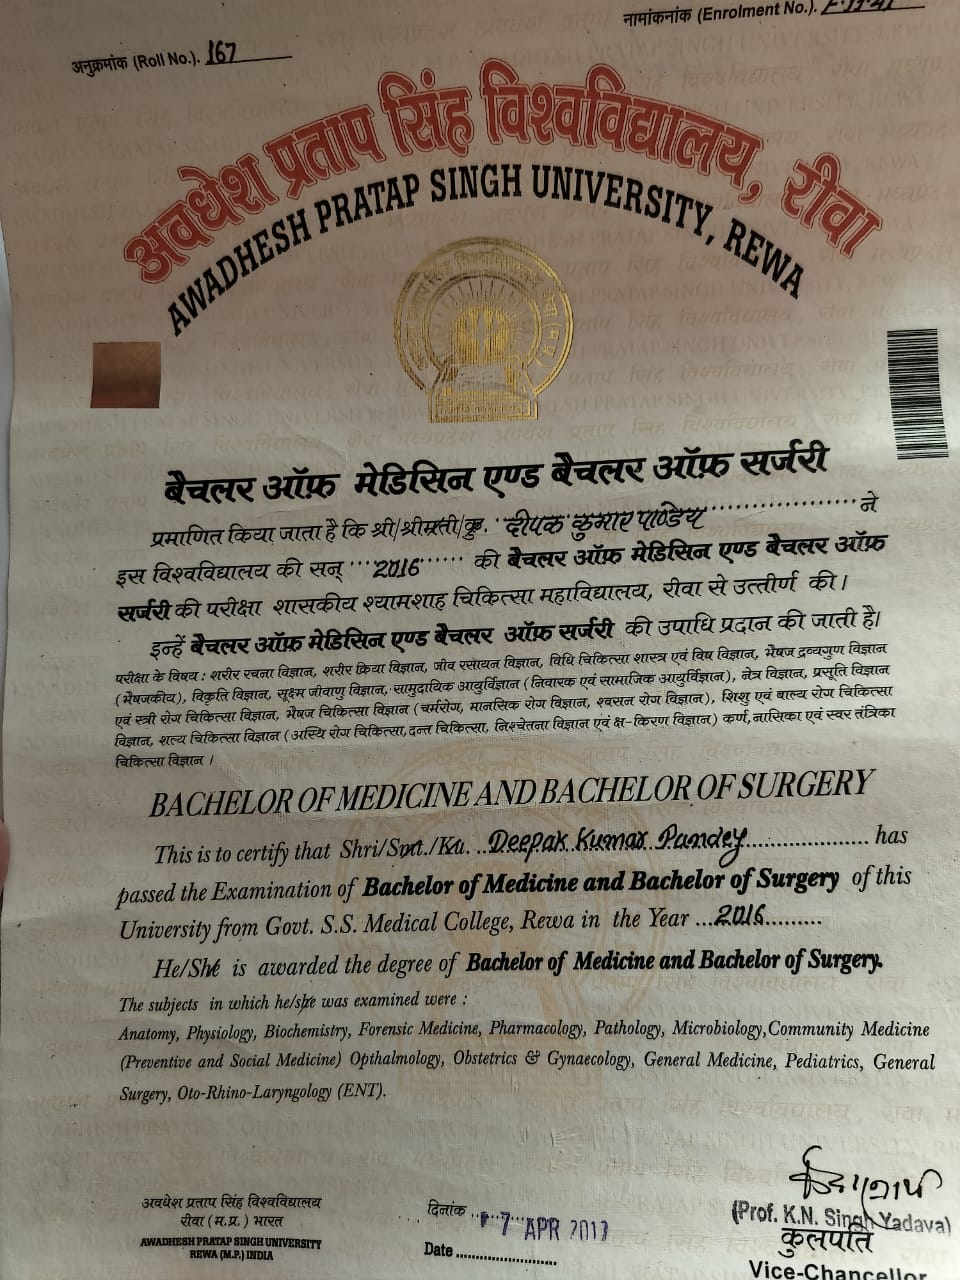 नामांकनांक (Enrolment No.).
अनुक्रमांक (Roll No.). 167
अवधेश प्रताप सिंह विश्वविद्यालय, रीवा
AWADHESH PRATAP SINGH UNIVERSITY, REWA
बैचलर ऑफ़ मेडिसिन एण्ड बैचलर ऑफ़ सर्जरी
प्रमाणित किया जाता है कि श्री/श्रीमती/कु. दीपक कुमार पाण्डेय ने
इस विश्वविद्यालय की सन् 2016 की बैचलर ऑफ़ मेडिसिन एण्ड बैचलर ऑफ़
सर्जरी की परीक्षा शासकीय श्यामशाह चिकित्सा महाविद्यालय, रीवा से उत्तीर्ण की।
इन्हें बैचलर ऑफ़ मेडिसिन एण्ड बैचलर ऑफ़ सर्जरी की उपाधि प्रदान की जाती है।
परीक्षा के विषय : शरीर रचना विज्ञान, शरीर क्रिया विज्ञान, जीव रसायन विज्ञान, विधि चिकित्सा शास्त्र एवं विष विज्ञान, भैषज द्रव्यगुण विज्ञान
(भैषजकीय), विकृति विज्ञान, सूक्ष्म जीवाणु विज्ञान, सामुदायिक आयुर्विज्ञान (निवारक एवं सामाजिक आयुर्विज्ञान), नेत्र विज्ञान, प्रसूति विज्ञान
एवं स्त्री रोग चिकित्सा विज्ञान, भैषज चिकित्सा विज्ञान (चर्मरोग, मानसिक रोग विज्ञान, श्वसन रोग विज्ञान), शिशु एवं बाल्य रोग चिकित्सा
विज्ञान, शल्य चिकित्सा विज्ञान (अस्थि रोग चिकित्सा, दन्त चिकित्सा, निश्चेतना विज्ञान एवं क्ष-किरण विज्ञान) कर्ण, नासिका एवं स्वर तंत्रिका
चिकित्सा विज्ञान।
BACHELOR OF MEDICINE AND BACHELOR OF SURGERY
This is to certify that Shri/Smt./Ku. Deepak Kumar Pandey has
passed the Examination of Bachelor of Medicine and Bachelor of Surgery of this
University from Govt. S.S. Medical College, Rewa in the Year 2016
He/She is awarded the degree of Bachelor of Medicine and Bachelor of Surgery.
The subjects in which he/she was examined were :
Anatomy, Physiology, Biochemistry, Forensic Medicine, Pharmacology, Pathology, Microbiology,Community Medicine
(Preventive and Social Medicine) Opthalmology, Obstetrics & Gynaecology, General Medicine, Pediatrics, General
Surgery, Oto-Rhino-Laryngology (ENT).
अवधेश प्रताप सिंह विश्वविद्यालय
रीवा (म.प्र.) भारत
AWADHESH PRATAP SINGH UNIVERSITY
REWA (M.P.) INDIA
दिनांक 7 APR 2017
Date
(Prof. K.N. Singh Yadava)
कुलपति
Vice-Chancellor